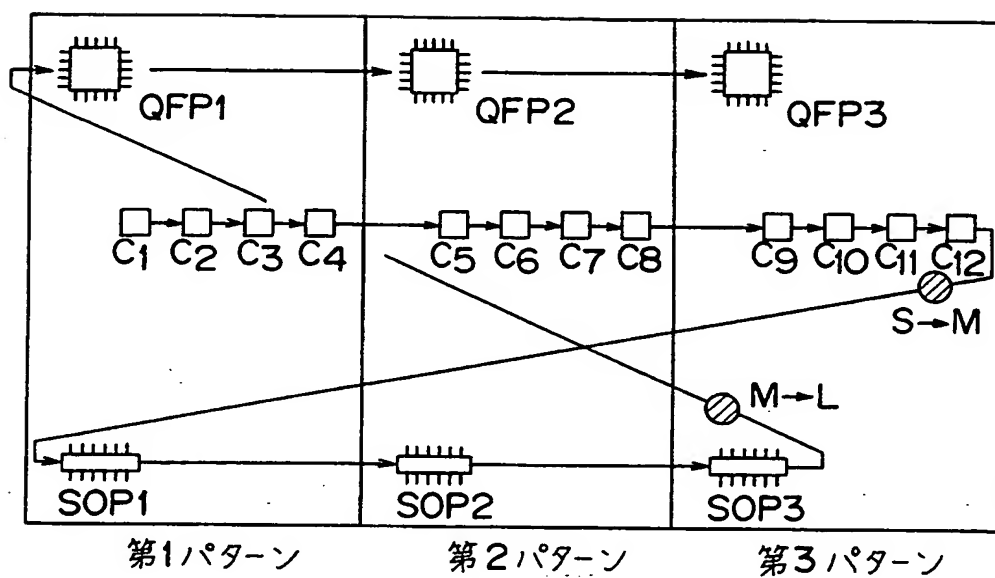 QFP1 QFP2 QFP3
C1 C2 C3 C4 C5 C6 C7 C8 C9 C10 C11 C12
S→M
M→L
SOP1 SOP2 SOP3
第1パターン 第2パターン 第3パターン